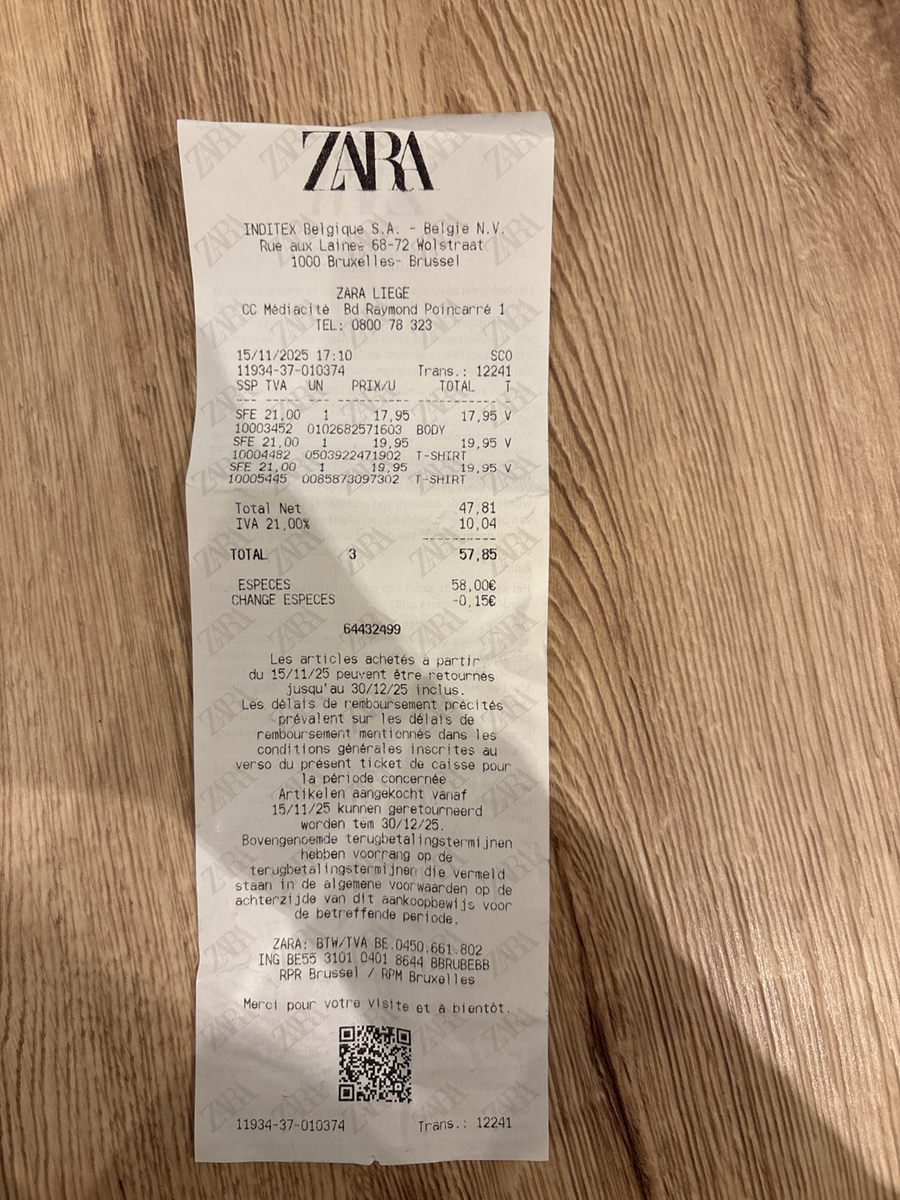 ZARA
INDITEX Belgique S.A. - Belgie N.V.
Rue aux Laines 68-72 Wolstraat
1000 Bruxelles- Brussel
ZARA LIEGE
CC Médiacité Bd Raymond Poincarré 1
TEL: 0800 78 323
15/11/2025 17:10 SCO
11934-37-010374 Trans.: 12241
SSP TVA UN PRIX/U TOTAL T
--- ----- --- ---------- ---------- -
SFE 21,00 1 17,95 17,95 V
10003452 0102682571603 BODY
SFE 21,00 1 19,95 19,95 V
10004482 0503922471902 T-SHIRT
SFE 21,00 1 19,95 19,95 V
10005445 0085873097302 T-SHIRT
Total Net 47,81
IVA 21,00% 10,04
----------
TOTAL 3 57,85
ESPECES 58,00€
CHANGE ESPECES -0,15€
64432499
Les articles achetés à partir
du 15/11/25 peuvent être retournés
jusqu'au 30/12/25 inclus.
Les délais de remboursement précités
prévalent sur les délais de
remboursement mentionnés dans les
conditions générales inscrites au
verso du présent ticket de caisse pour
la période concernée
Artikelen aangekocht vanaf
15/11/25 kunnen geretourneerd
worden tem 30/12/25.
Bovengenoemde terugbetalingstermijnen
hebben voorrang op de
terugbetalingstermijnen die vermeld
staan in de algemene voorwaarden op de
achterzijde van dit aankoopbewijs voor
de betreffende periode.
ZARA: BTW/TVA BE.0450.661.802
ING BE55 3101 0401 8644 BBRUBEBB
RPR Brussel / RPM Bruxelles
Merci pour votre visite et à bientôt.
11934-37-010374 Trans.: 12241